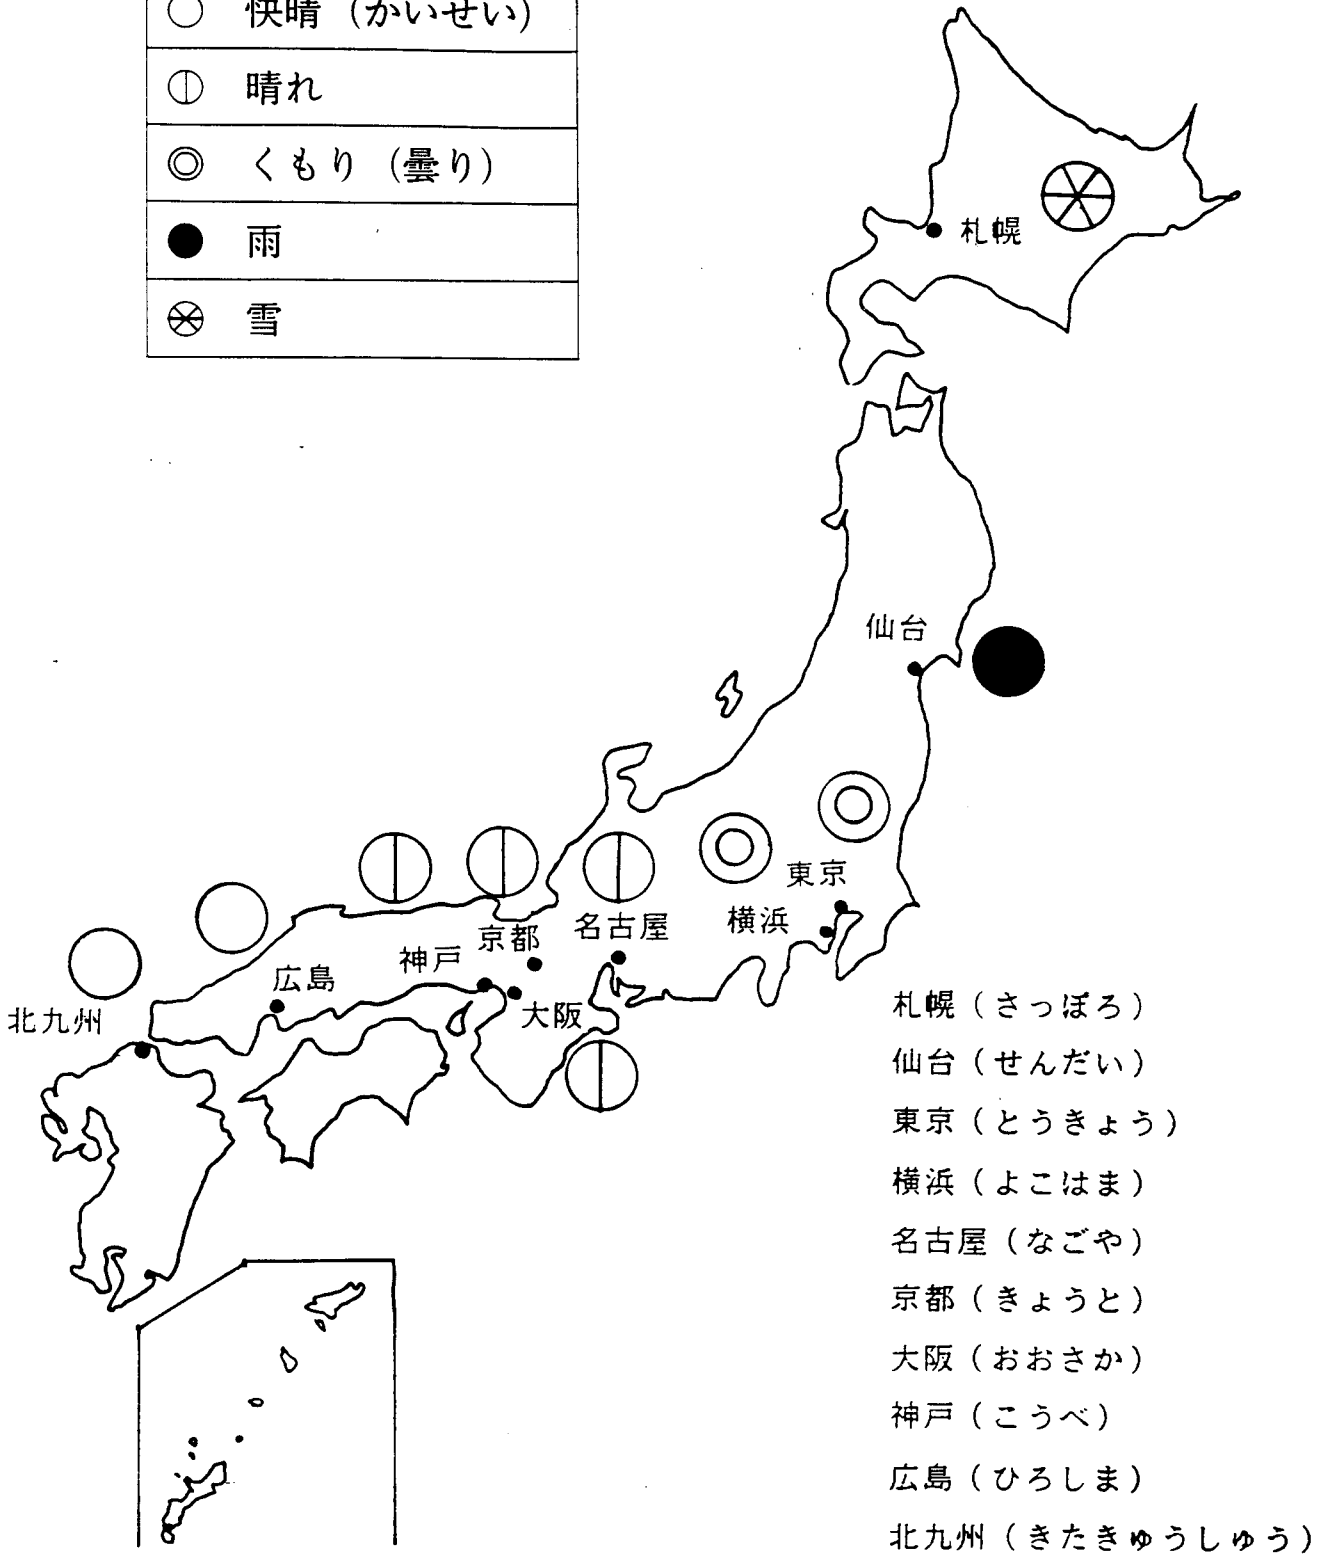 快晴（かいせい）
晴れ
くもり（曇り）
雨
雪
札幌
仙台
東京
横浜
名古屋
京都
神戸
大阪
広島
北九州
札幌（さっぽろ）
仙台（せんだい）
東京（とうきょう）
横浜（よこはま）
名古屋（なごや）
京都（きょうと）
大阪（おおさか）
神戸（こうべ）
広島（ひろしま）
北九州（きたきゅうしゅう）